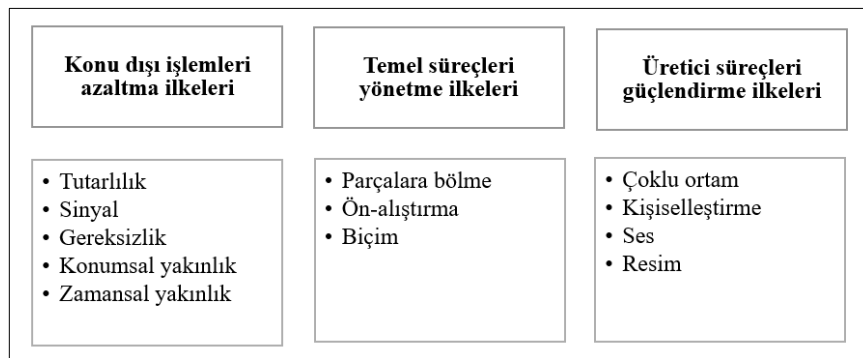 Konu dışı işlemleri
azaltma ilkeleri
• Tutarlılık
• Sinyal
• Gereksizlik
• Konumsal yakınlık
• Zamansal yakınlık
Temel süreçleri
yönetme ilkeleri
• Parçalara bölme
• Ön-alıştırma
• Biçim
Üretici süreçleri
güçlendirme ilkeleri
• Çoklu ortam
• Kişiselleştirme
• Ses
• Resim